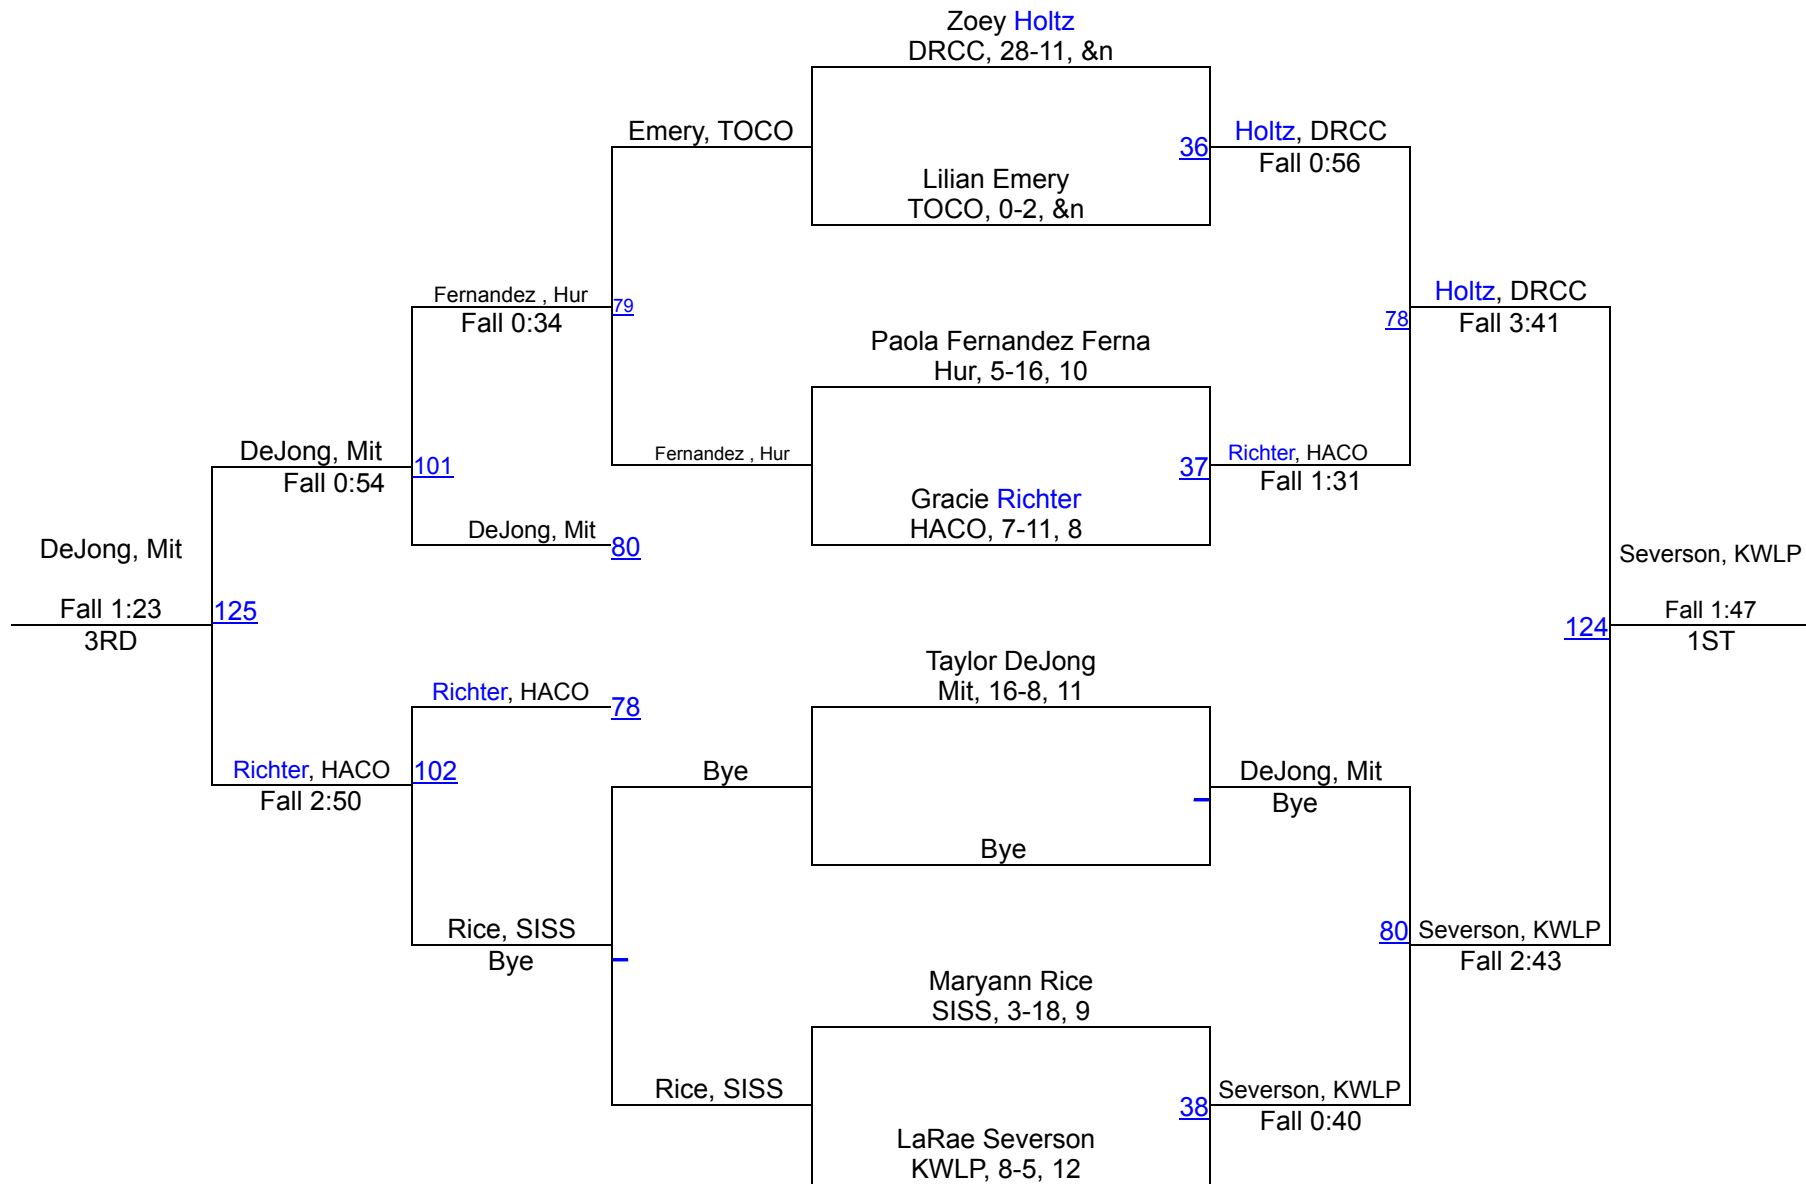 Zoey Holtz
DRCC, 28-11, &n
Emery, TOCO
36
Holtz, DRCC
Fall 0:56
Lilian Emery
TOCO, 0-2, &n
Fernandez , Hur
Fall 0:34
79
Holtz, DRCC
Fall 3:41
78
Paola Fernandez Ferna
Hur, 5-16, 10
DeJong, Mit
Fall 0:54
101
Fernandez , Hur
37
Richter, HACO
Fall 1:31
Gracie Richter
HACO, 7-11, 8
DeJong, Mit
80
DeJong, Mit
Fall 1:23
3RD
125
Severson, KWLP
Fall 1:47
1ST
124
Taylor DeJong
Mit, 16-8, 11
Richter, HACO
78
Richter, HACO
Fall 2:50
102
Bye
DeJong, Mit
Bye
Bye
Rice, SISS
Bye
80
Severson, KWLP
Fall 2:43
Maryann Rice
SISS, 3-18, 9
Rice, SISS
38
Severson, KWLP
Fall 0:40
LaRae Severson
KWLP, 8-5, 12